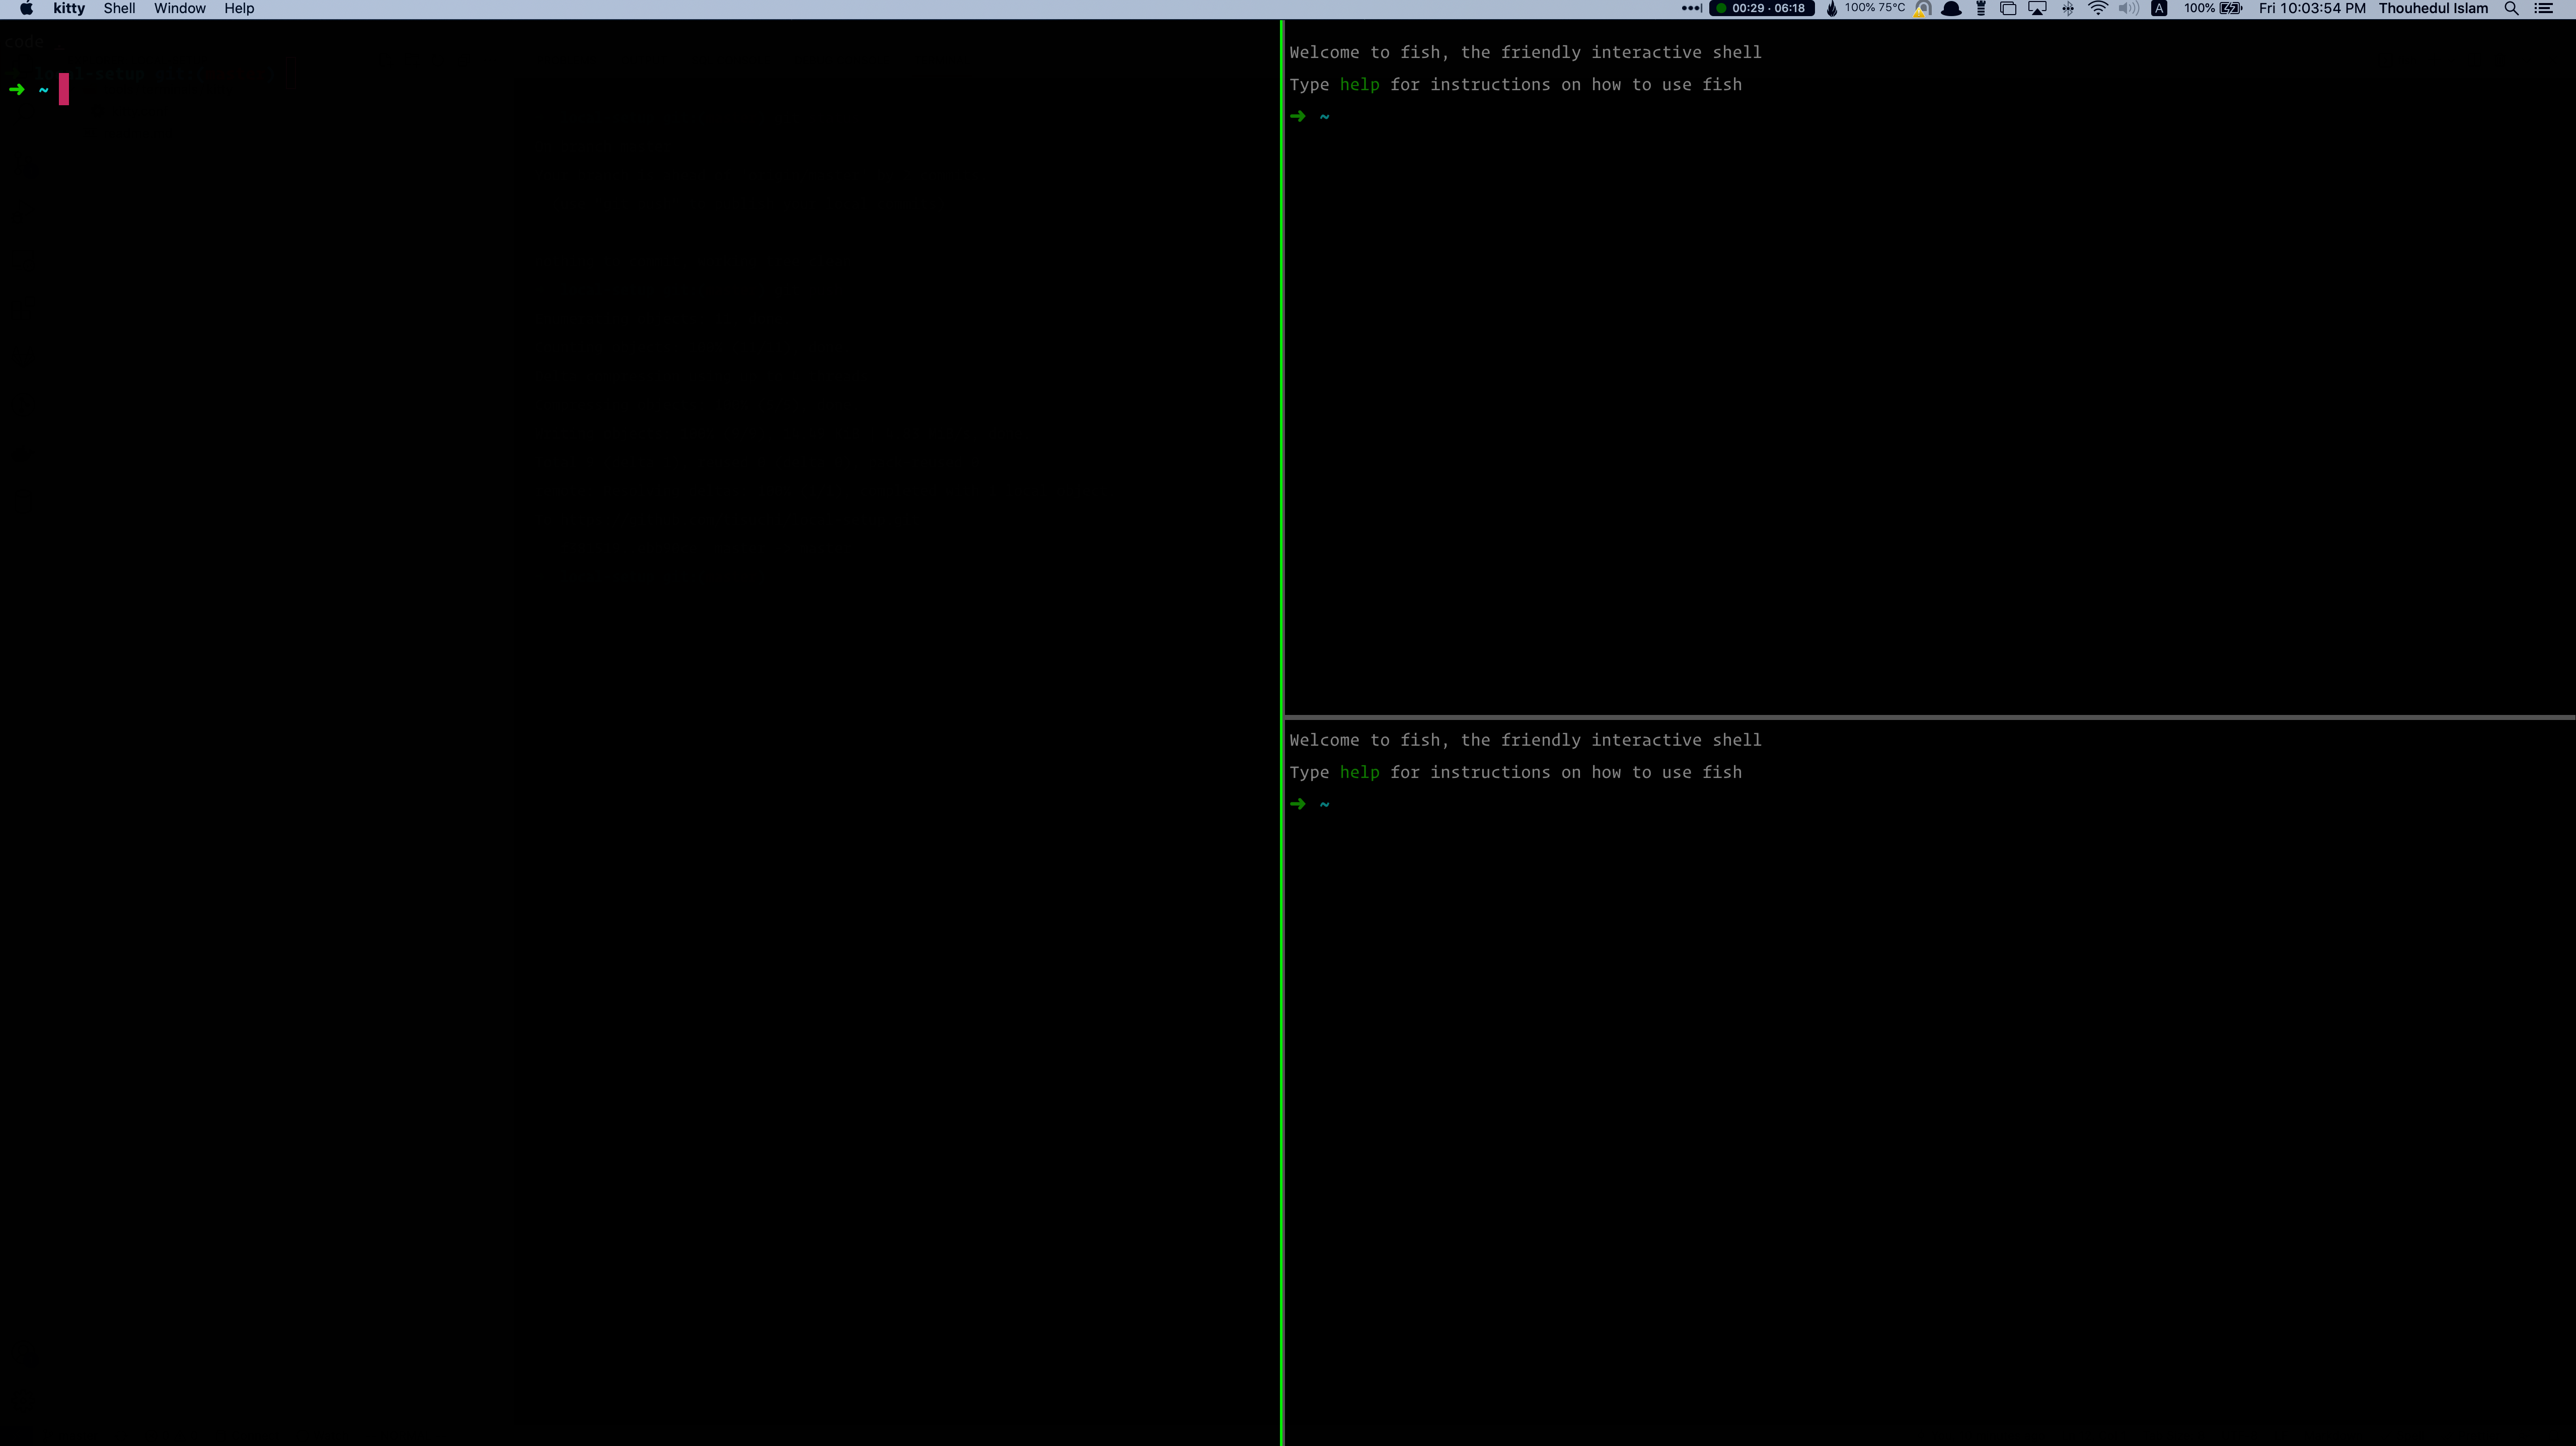 kitty Shell Window Help
00:29 · 06:18 100% 75°C A 100% Fri 10:03:54 PM Thouhedul Islam
code
➜ ~
Welcome to fish, the friendly interactive shell
Type help for instructions on how to use fish
➜ ~
Welcome to fish, the friendly interactive shell
Type help for instructions on how to use fish
➜ ~